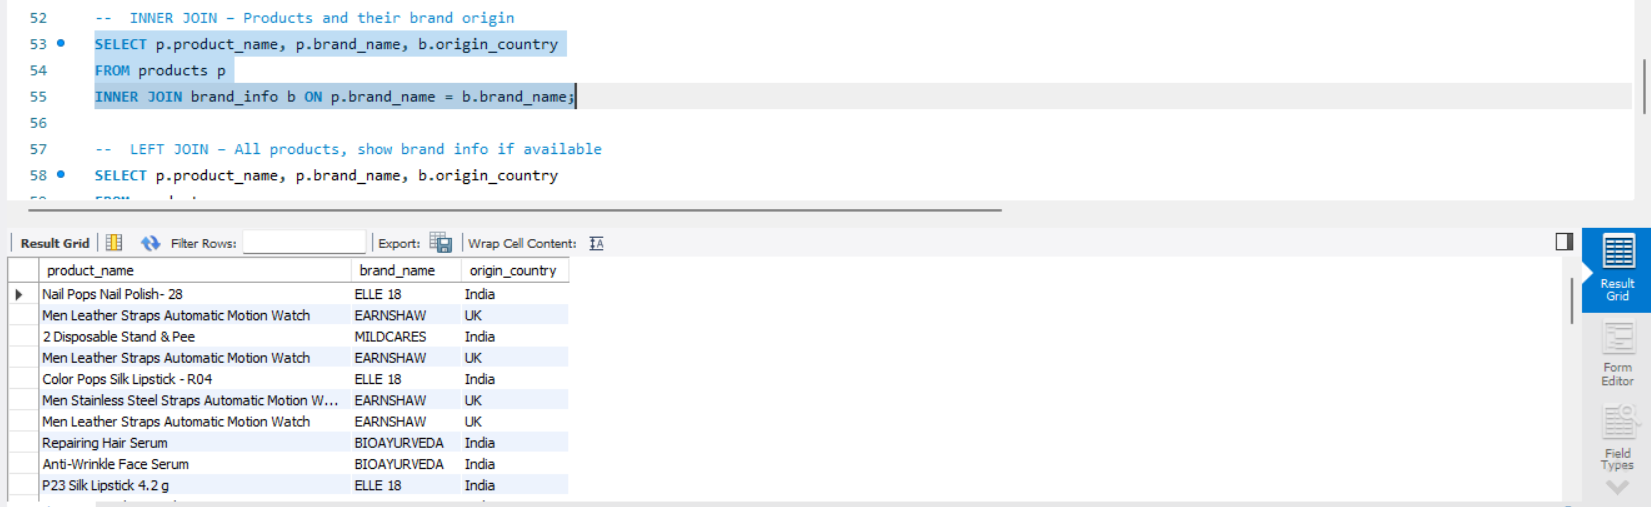 52 -- INNER JOIN – Products and their brand origin
53 SELECT p.product_name, p.brand_name, b.origin_country
54 FROM products p
55 INNER JOIN brand_info b ON p.brand_name = b.brand_name;
56
57 -- LEFT JOIN – All products, show brand info if available
58 SELECT p.product_name, p.brand_name, b.origin_country
Result Grid Filter Rows: Export: Wrap Cell Content:
product_name brand_name origin_country
Nail Pops Nail Polish- 28 ELLE 18 India
Men Leather Straps Automatic Motion Watch EARNSHAW UK
2 Disposable Stand & Pee MILDCARES India
Men Leather Straps Automatic Motion Watch EARNSHAW UK
Color Pops Silk Lipstick - R04 ELLE 18 India
Men Stainless Steel Straps Automatic Motion W... EARNSHAW UK
Men Leather Straps Automatic Motion Watch EARNSHAW UK
Repairing Hair Serum BIOAYURVEDA India
Anti-Wrinkle Face Serum BIOAYURVEDA India
P23 Silk Lipstick 4.2 g ELLE 18 India
Result
Grid
Form
Editor
Field
Types